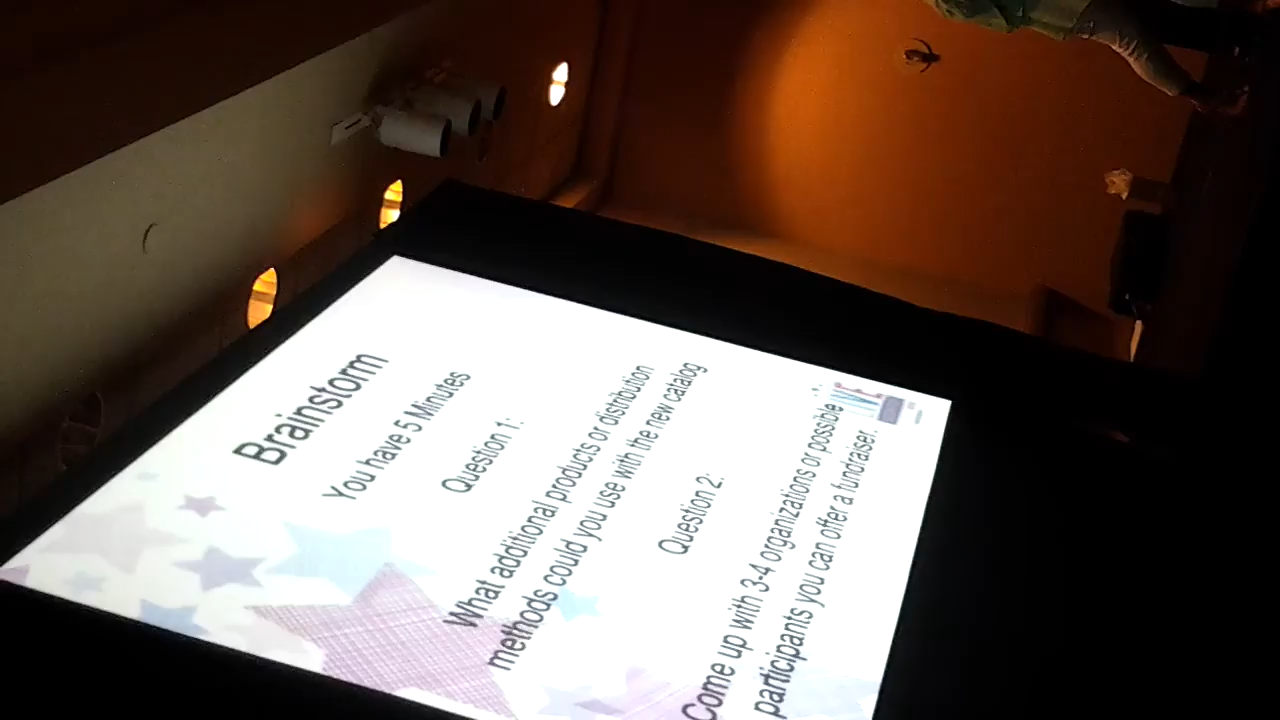 Brainstorm
You have 5 Minutes
Question 1:
What additional products or distribution
methods could you use with the new catalog
Question 2:
Come up with 3-4 organizations or possible
participants you can offer a fundraiser.